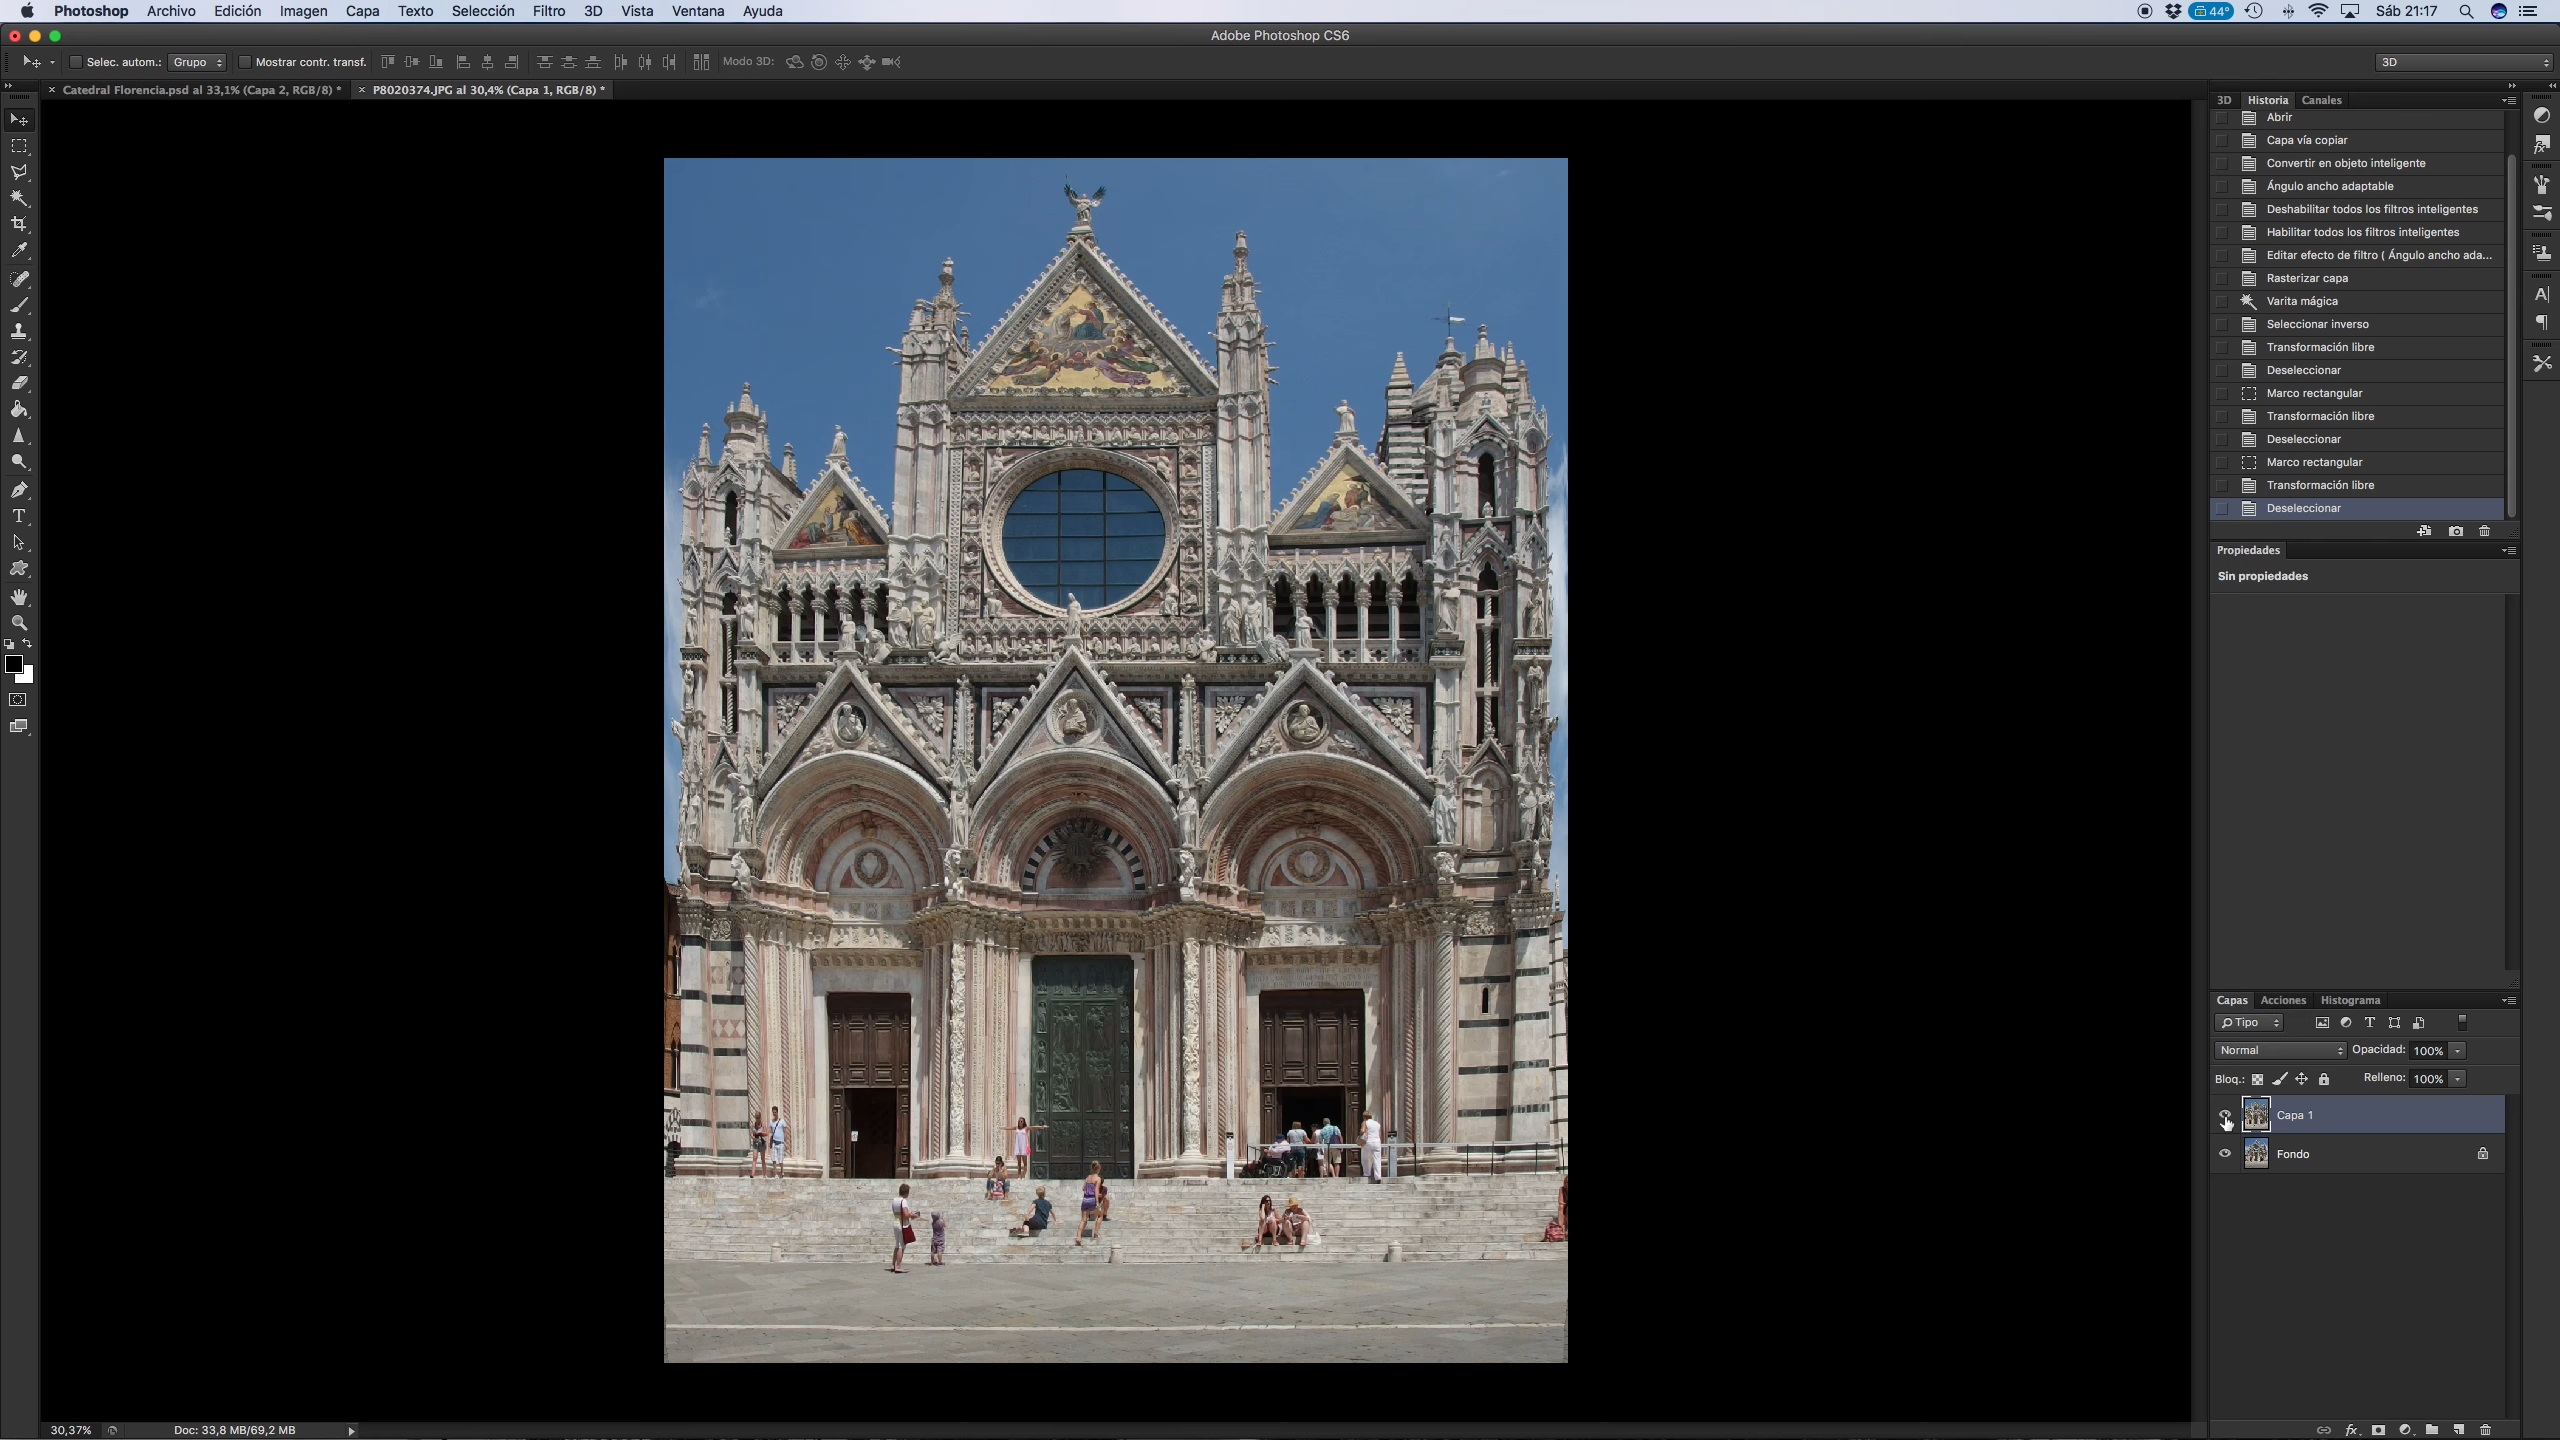 Photoshop Archivo Edición Imagen Capa Texto Selección Filtro 3D Vista Ventana Ayuda 44° Sáb 21:17
Adobe Photoshop CS6
Selec. autom.: Grupo Mostrar contr. transf. Modo 3D: 3D
Catedral Florencia.psd al 33,1% (Capa 2, RGB/8) * P8020374.JPG al 30,4% (Capa 1, RGB/8) *
3D Historia Canales
Abrir
Capa vía copiar
Convertir en objeto inteligente
Ángulo ancho adaptable
Deshabilitar todos los filtros inteligentes
Habilitar todos los filtros inteligentes
Editar efecto de filtro ( Ángulo ancho ada...
Rasterizar capa
Varita mágica
Seleccionar inverso
Transformación libre
Deseleccionar
Marco rectangular
Transformación libre
Deseleccionar
Marco rectangular
Transformación libre
Deseleccionar
Propiedades
Sin propiedades
Capas Acciones Histograma
Tipo
Normal Opacidad: 100%
Bloq.: Relleno: 100%
Capa 1
Fondo
30,37% Doc: 33,8 MB/69,2 MB